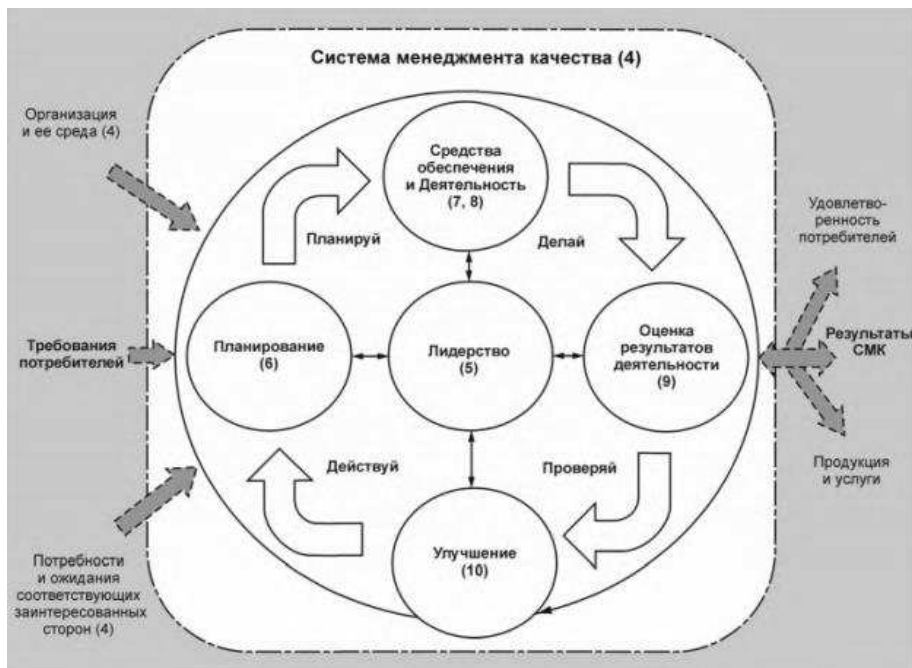 Система менеджмента качества (4)
Организация
и ее среда (4)
Средства
обеспечения
и Деятельность
(7, 8)
Планируй
Делай
Удовлетво-
ренность
потребителей
Требования
потребителей
Планирование
(6)
Лидерство
(5)
Оценка
результатов
деятельности
(9)
Результаты
СМК
Действуй
Проверяй
Продукция
и услуги
Улучшение
(10)
Потребности
и ожидания
соответствующих
заинтересованных
сторон (4)